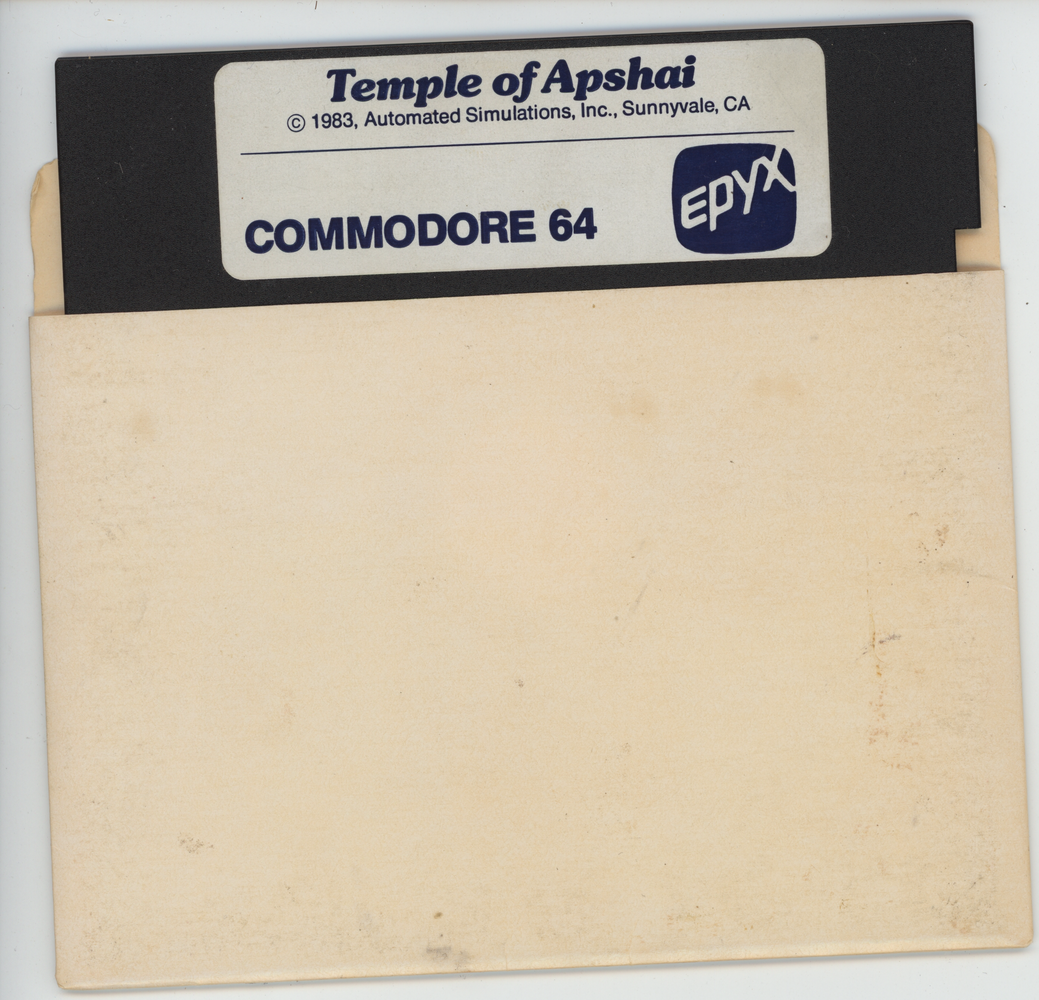 Temple of Apshai
© 1983, Automated Simulations, Inc., Sunnyvale, CA
COMMODORE 64
EPYX